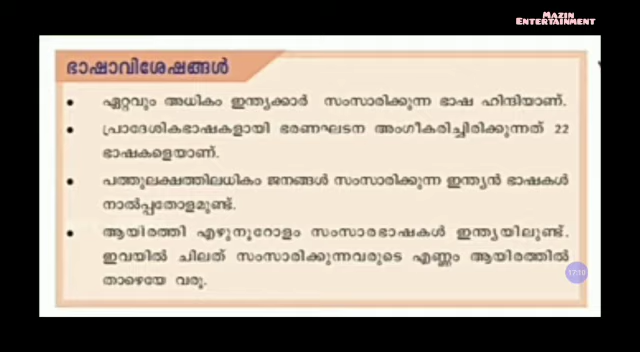 MAZIN
ENTERTAINMENT
ഭാഷാവിശേഷങ്ങൾ
• ഏറ്റവും അധികം ഇന്ത്യക്കാർ സംസാരിക്കുന്ന ഭാഷ ഹിന്ദിയാണ്.
• പ്രാദേശികഭാഷകളായി ഭരണഘടന അംഗീകരിച്ചിരിക്കുന്നത് 22
ഭാഷകളെയാണ്.
• പത്തുലക്ഷത്തിലധികം ജനങ്ങൾ സംസാരിക്കുന്ന ഇന്ത്യൻ ഭാഷകൾ
നാൽപ്പതോളമുണ്ട്.
• ആയിരത്തി എഴുനൂറോളം സംസാരഭാഷകൾ ഇന്ത്യയിലുണ്ട്.
ഇവയിൽ ചിലത് സംസാരിക്കുന്നവരുടെ എണ്ണം ആയിരത്തിൽ
താഴെയേ വരൂ.
17:10